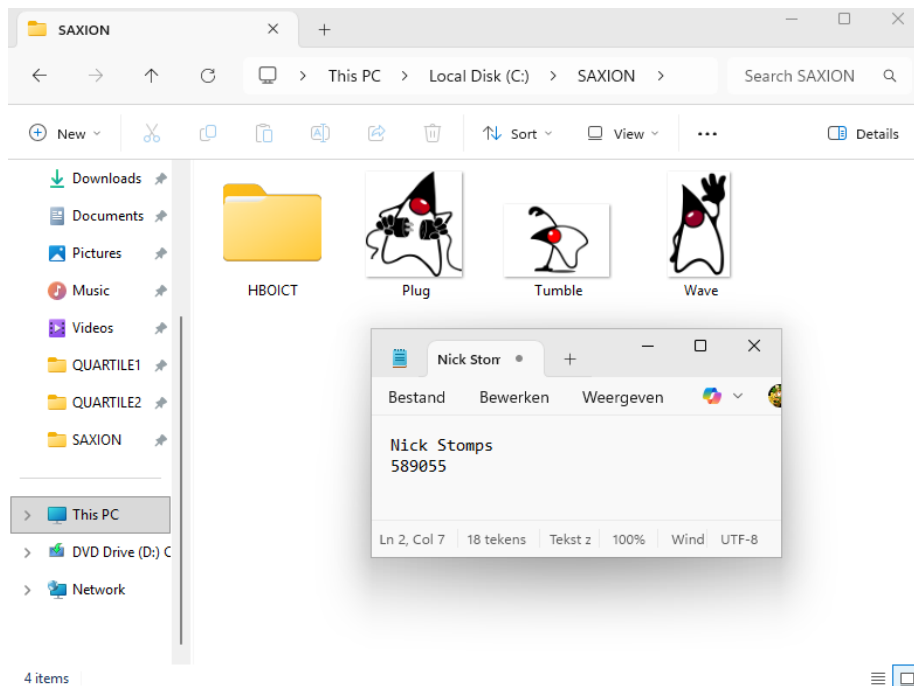 SAXION
This PC > Local Disk (C:) > SAXION >
Search SAXION
New
Sort
View
Details
Downloads
Documents
Pictures
Music
Videos
QUARTILE1
QUARTILE2
SAXION
This PC
DVD Drive (D:) C
Network
HBOICT
Plug
Tumble
Wave
Nick Stom
Bestand Bewerken Weergeven
Nick Stomps
589055
Ln 2, Col 7 18 tekens Tekst z 100% Wind UTF-8
4 items